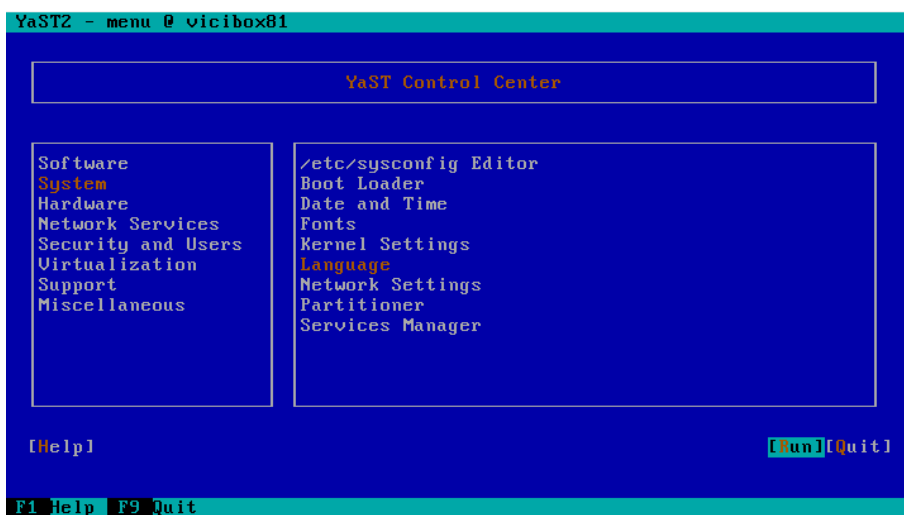 YaST2 - menu @ vicibox81
YaST Control Center
Software
System
Hardware
Network Services
Security and Users
Virtualization
Support
Miscellaneous
/etc/sysconfig Editor
Boot Loader
Date and Time
Fonts
Kernel Settings
Language
Network Settings
Partitioner
Services Manager
[Help] [Run][Quit]
F1 Help F9 Quit